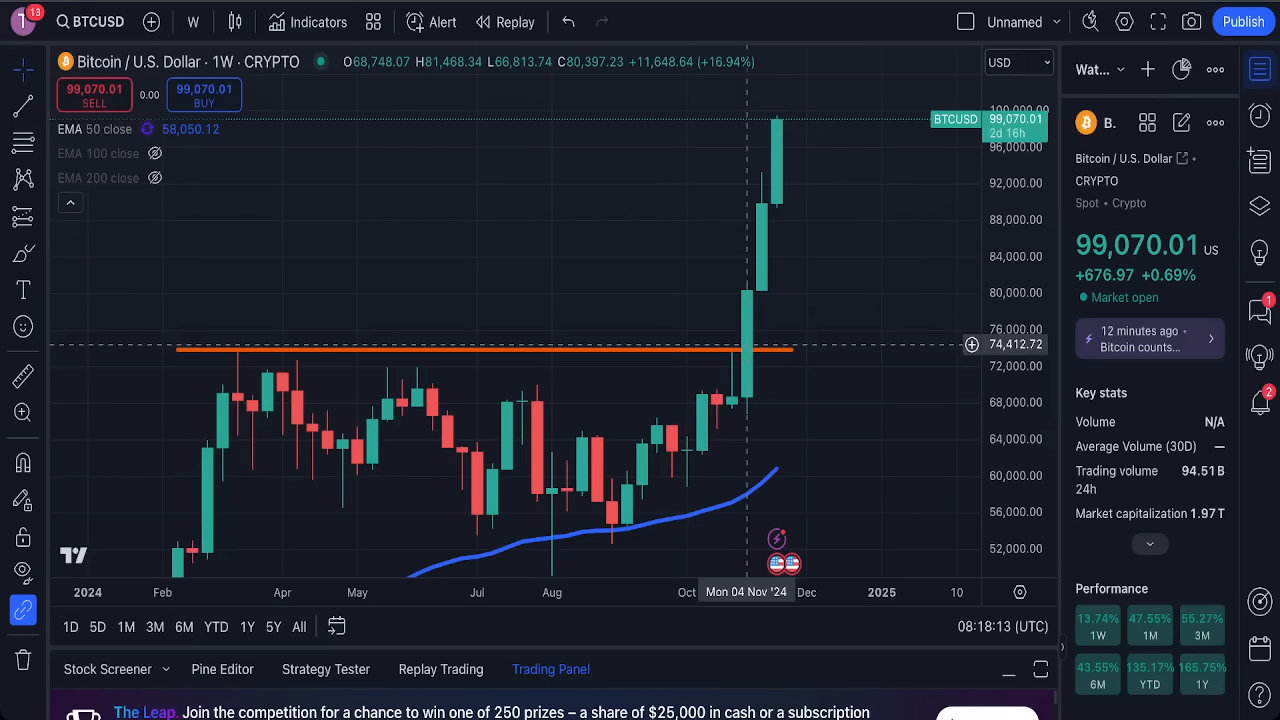 T
13
BTCUSD
W
Indicators
Alert
Replay
Unnamed
Publish
Bitcoin / U.S. Dollar · 1W · CRYPTO
O68,748.07 H81,468.34 L66,813.74 C80,397.23 +11,648.64 (+16.94%)
USD
99,070.01
SELL
0.00
99,070.01
BUY
EMA 50 close 58,050.12
EMA 100 close
EMA 200 close
100,000.00
BTCUSD
99,070.01
2d 16h
96,000.00
92,000.00
88,000.00
84,000.00
80,000.00
76,000.00
74,412.72
72,000.00
68,000.00
64,000.00
60,000.00
56,000.00
52,000.00
2024
Feb
Apr
May
Jul
Aug
Oct
Mon 04 Nov '24
Dec
2025
10
1D 5D 1M 3M 6M YTD 1Y 5Y All
08:18:13 (UTC)
Stock Screener
Pine Editor
Strategy Tester
Replay Trading
Trading Panel
The Leap. Join the competition for a chance to win one of 250 prizes – a share of $25,000 in cash or a subscription
Wat...
B.
Bitcoin / U.S. Dollar
CRYPTO
Spot • Crypto
99,070.01 US
+676.97 +0.69%
Market open
12 minutes ago •
Bitcoin counts...
Key stats
Volume N/A
Average Volume (30D) —
Trading volume 24h 94.51 B
Market capitalization 1.97 T
Performance
13.74%
1W
47.55%
1M
55.27%
3M
43.55%
6M
135.17%
YTD
165.75%
1Y
1
2